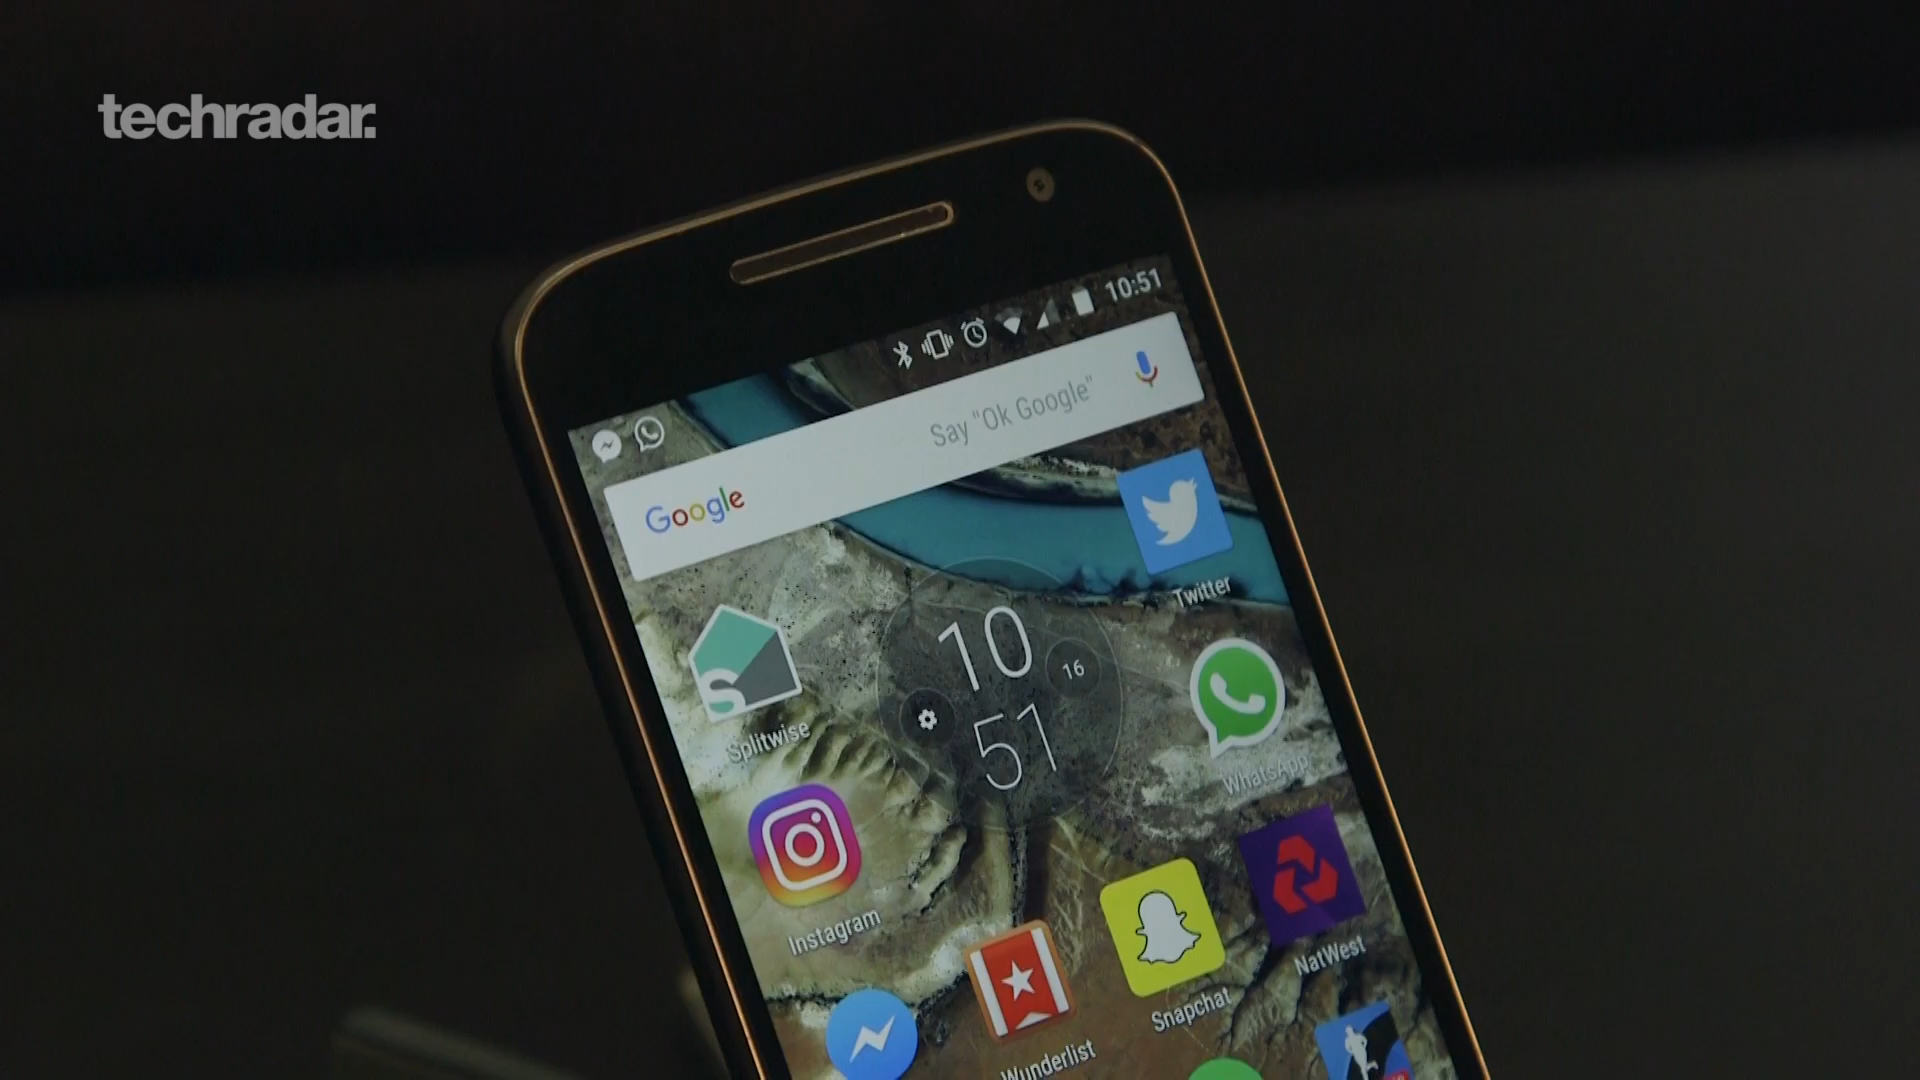 techradar.
10:51
Say "Ok Google"
Google
Twitter
10
16
51
Splitwise
WhatsApp
Instagram
NatWest
Snapchat
Wunderlist